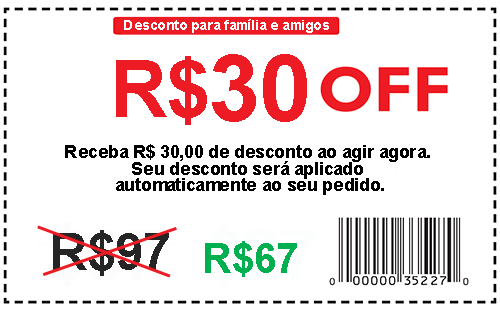 Desconto para família e amigos
R$30 OFF
Receba R$ 30,00 de desconto ao agir agora.
Seu desconto será aplicado
automaticamente ao seu pedido.
R$97
R$67
0 00000 35227 0